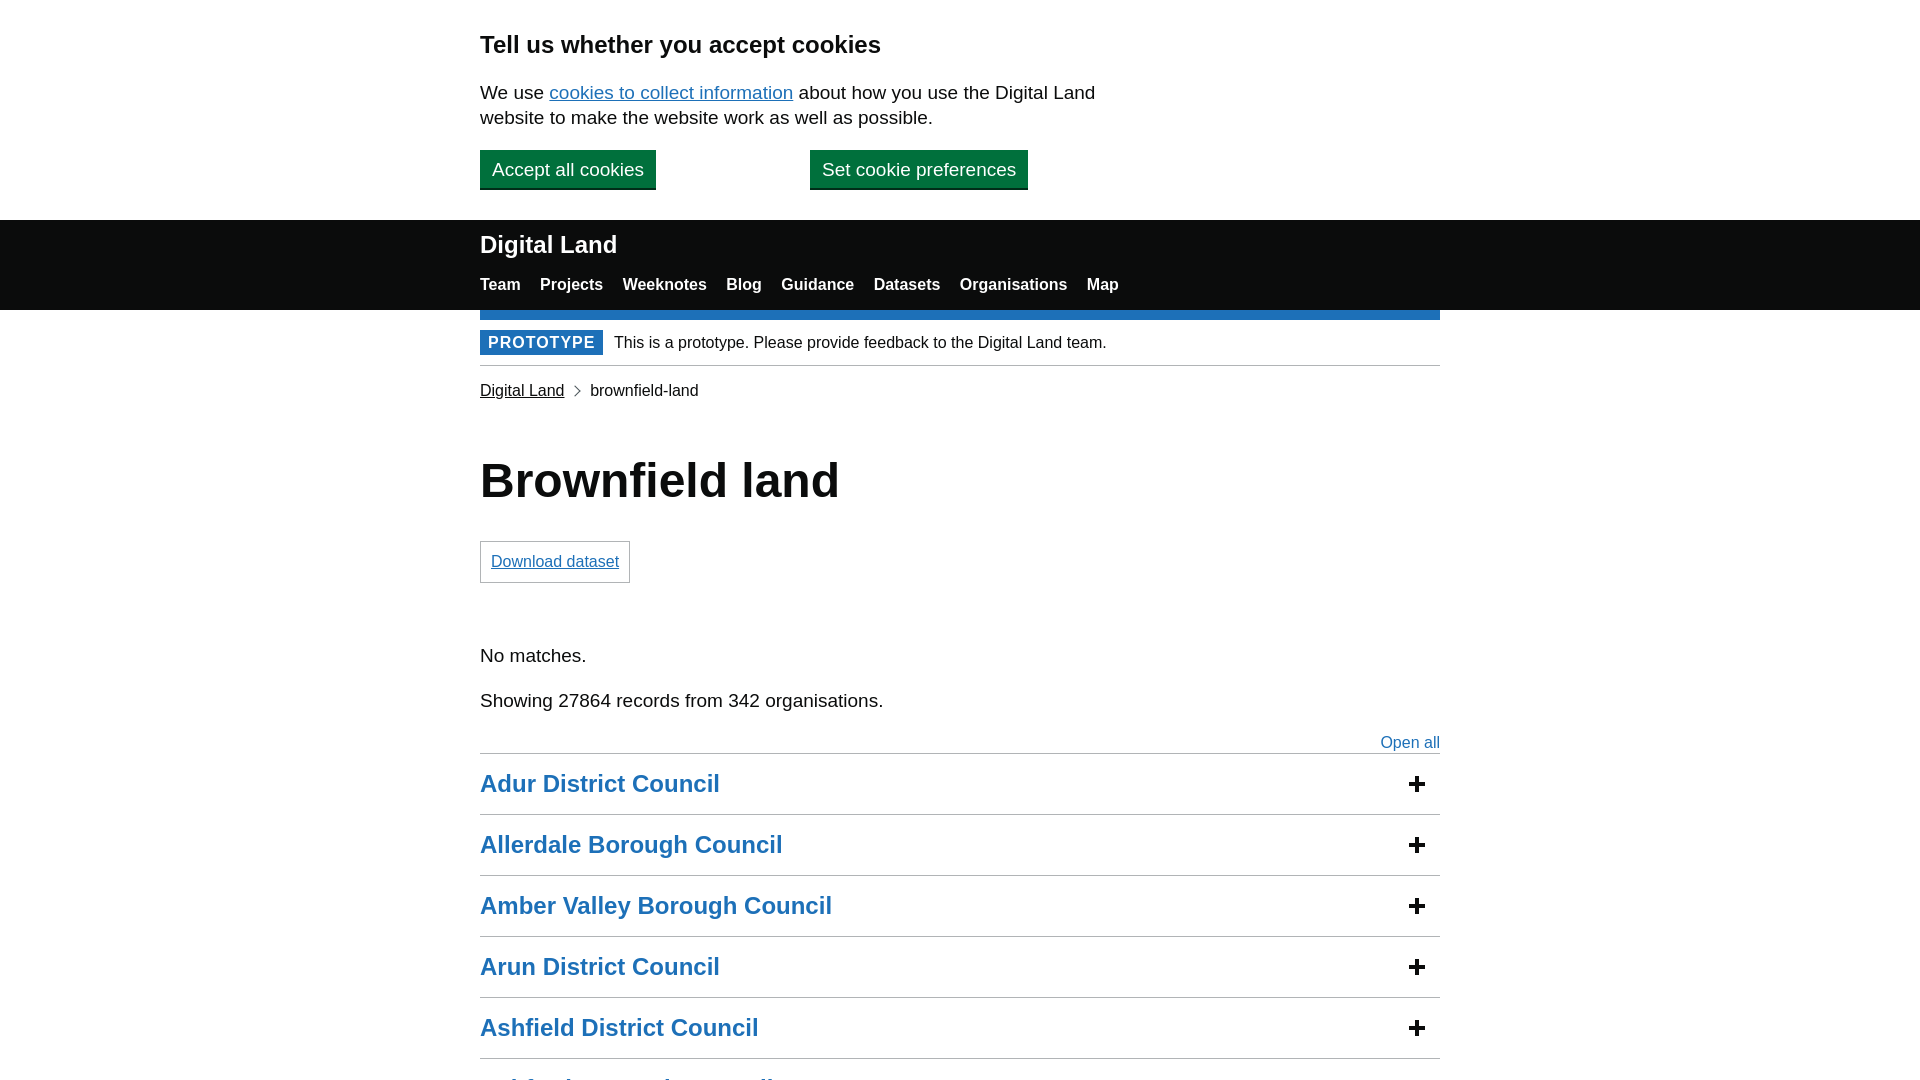 Tell us whether you accept cookies
We use cookies to collect information about how you use the Digital Land
website to make the website work as well as possible.
Accept all cookies
Set cookie preferences
Digital Land
Team Projects Weeknotes Blog Guidance Datasets Organisations Map
PROTOTYPE This is a prototype. Please provide feedback to the Digital Land team.
Digital Land brownfield-land
Brownfield land
Download dataset
No matches.
Showing 27864 records from 342 organisations.
Open all
Adur District Council
Allerdale Borough Council
Amber Valley Borough Council
Arun District Council
Ashfield District Council